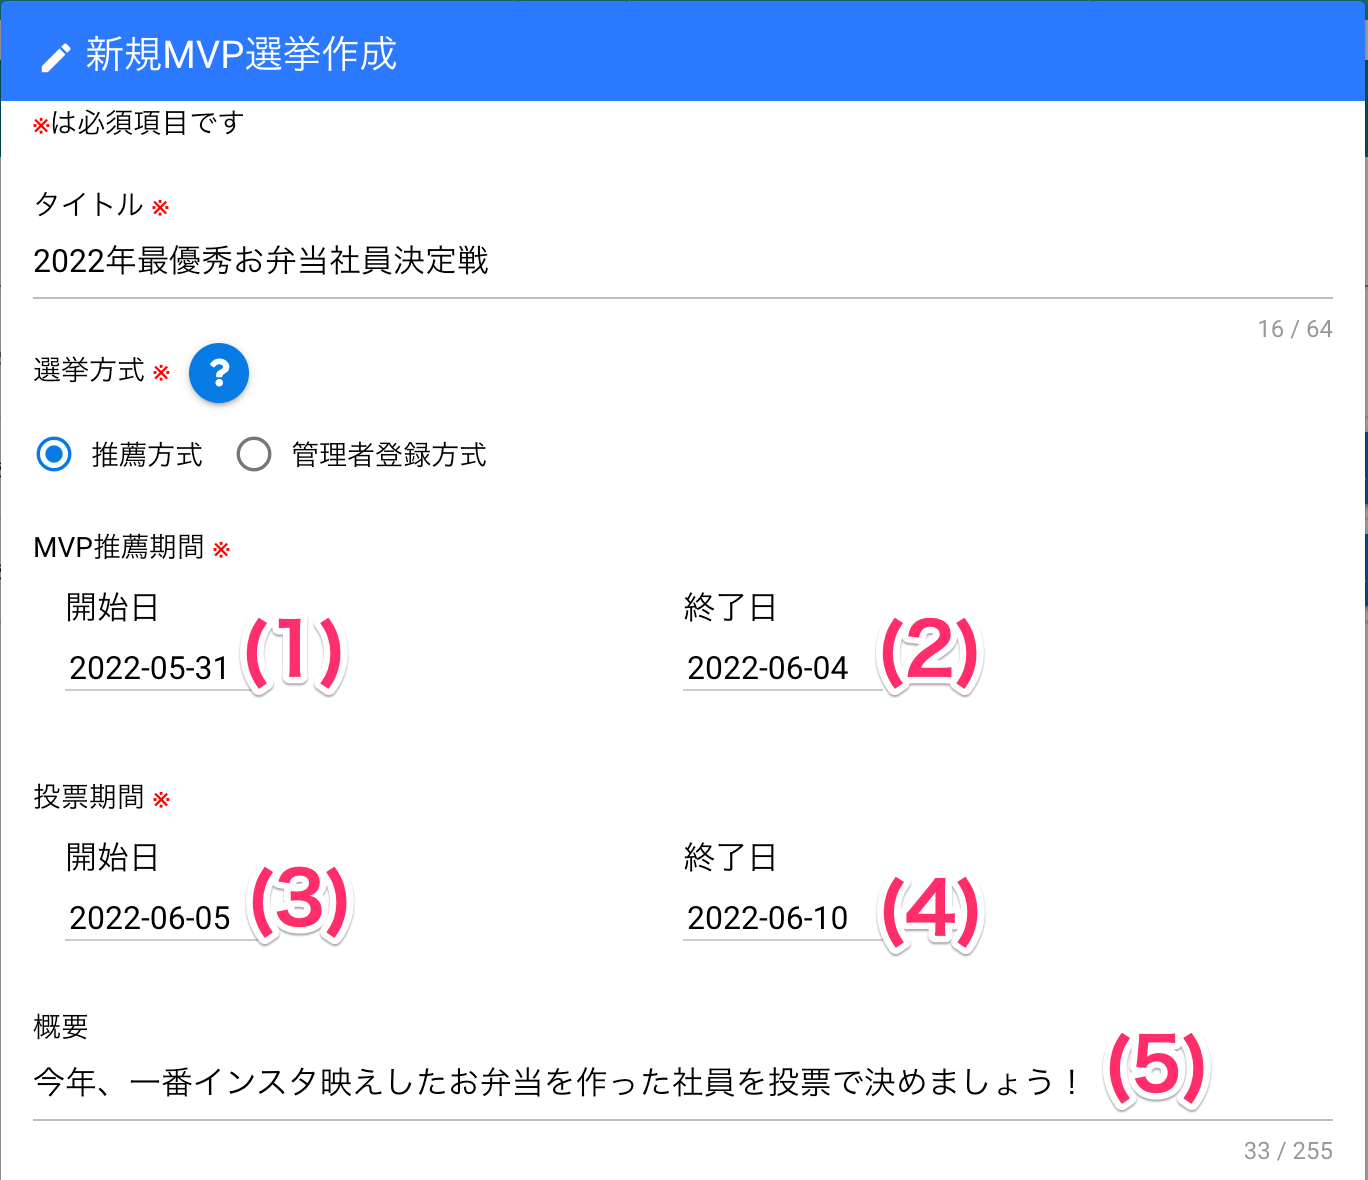 新規MVP選挙作成
※は必須項目です
タイトル ※
2022年最優秀お弁当社員決定戦
16 / 64
選挙方式 ※ ?
推薦方式 管理者登録方式
MVP推薦期間 ※
開始日 終了日
2022-05-31 (1) 2022-06-04 (2)
投票期間 ※
開始日 終了日
2022-06-05 (3) 2022-06-10 (4)
概要
今年、一番インスタ映えしたお弁当を作った社員を投票で決めましょう！ (5)
33 / 255